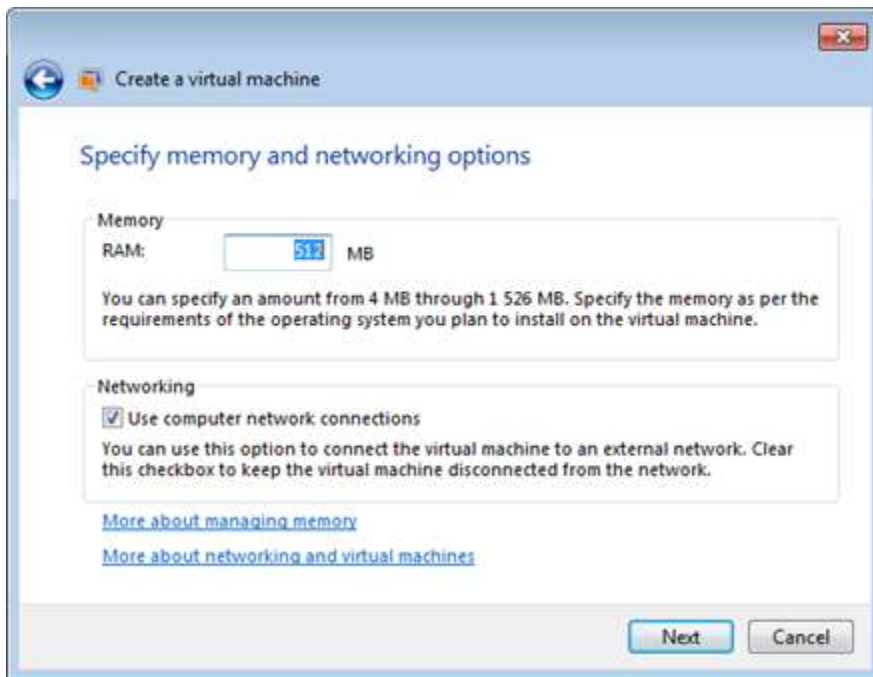 Create a virtual machine
Specify memory and networking options
Memory
RAM: 512 MB
You can specify an amount from 4 MB through 1 526 MB. Specify the memory as per the
requirements of the operating system you plan to install on the virtual machine.
Networking
Use computer network connections
You can use this option to connect the virtual machine to an external network. Clear
this checkbox to keep the virtual machine disconnected from the network.
More about managing memory
More about networking and virtual machines
Next Cancel